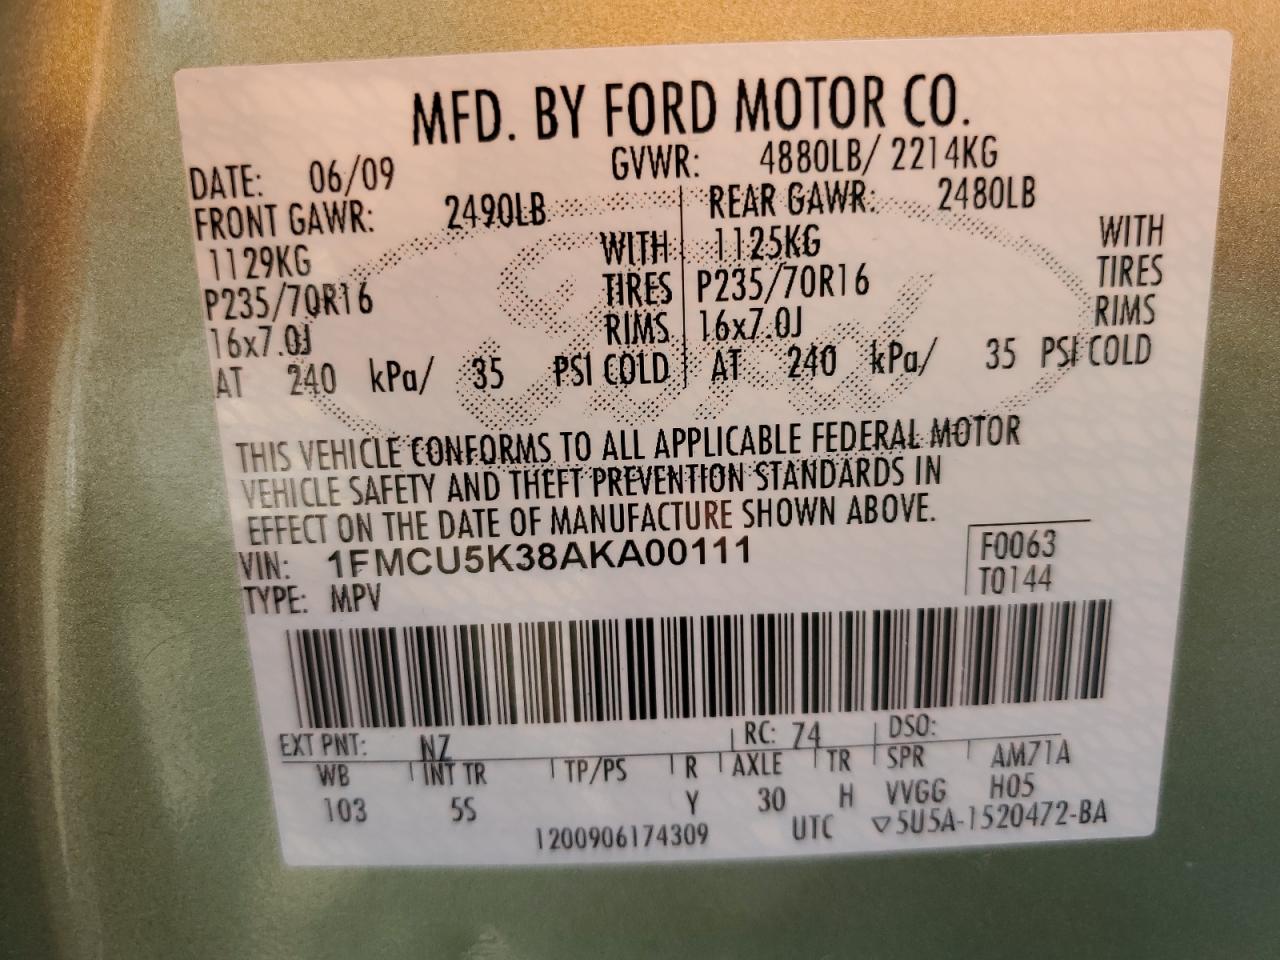 MFD. BY FORD MOTOR CO.
DATE: 06/09 GVWR: 4880LB/ 2214KG
FRONT GAWR: 2490LB REAR GAWR: 2480LB
1129KG WITH 1125KG WITH
P235/70R16 TIRES P235/70R16 TIRES
16x7.0J RIMS 16x7.0J RIMS
AT 240 kPa/ 35 PSI COLD AT 240 kPa/ 35 PSI COLD
Ford
THIS VEHICLE CONFORMS TO ALL APPLICABLE FEDERAL MOTOR
VEHICLE SAFETY AND THEFT PREVENTION STANDARDS IN
EFFECT ON THE DATE OF MANUFACTURE SHOWN ABOVE.
VIN: 1FMCU5K38AKA00111 F0063
TYPE: MPV T0144
EXT PNT: NZ RC: 74 DSO:
WB INT TR TP/PS R AXLE TR SPR AM71A
103 5S Y 30 H VVGG H05
1200906174309 UTC ▽5U5A-1520472-BA